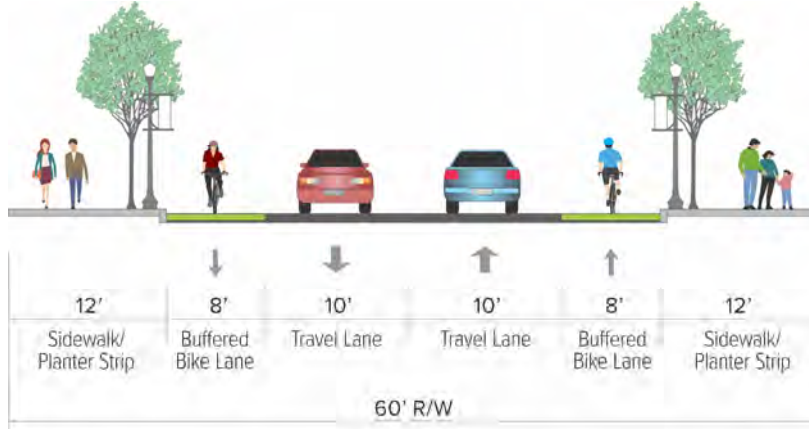 12’ 8’ 10’ 10’ 8’ 12’
Sidewalk/ Buffered Travel Lane Travel Lane Buffered Sidewalk/
Planter Strip Bike Lane Bike Lane Planter Strip
60’ R/W